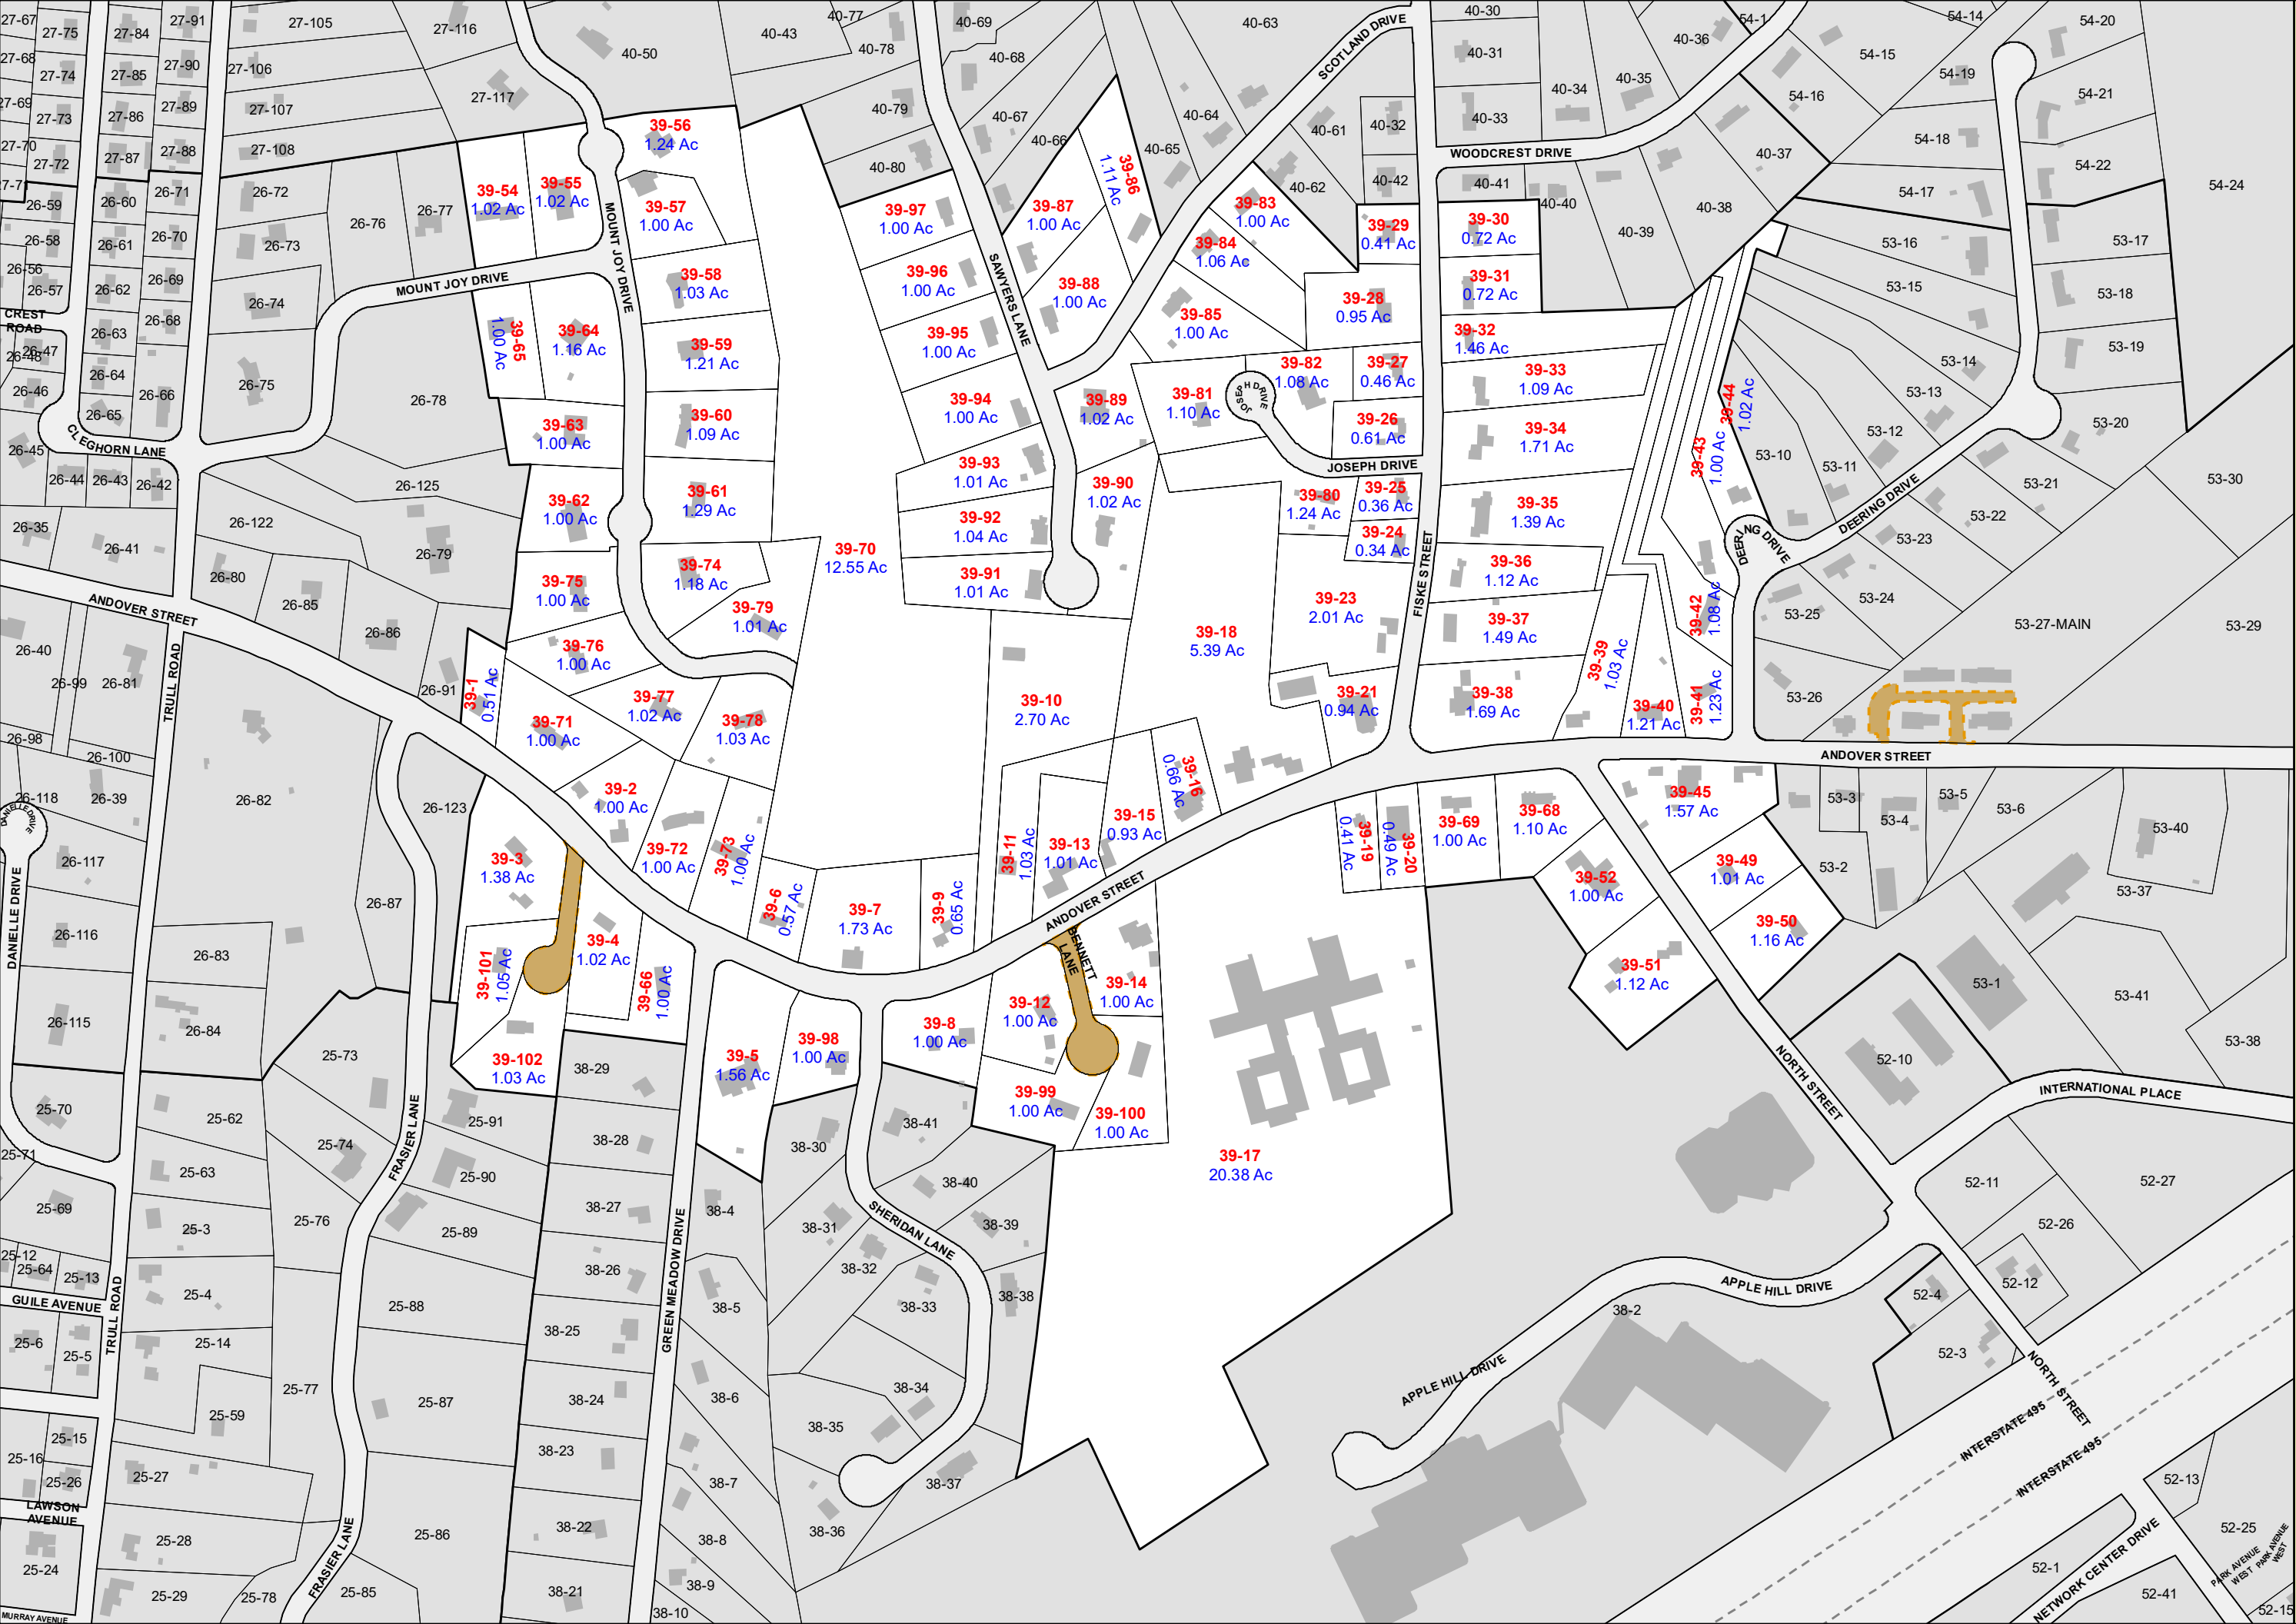 27-67
27-75
27-84
27-91
27-105
27-116
40-50
40-43
40-77
40-78
40-69
40-68
40-63
SCOTLAND DRIVE
40-30
40-31
40-36
54-1
54-15
54-14
54-20
54-19
27-68
27-74
27-85
27-90
27-106
27-117
27-69
27-73
27-86
27-89
27-107
40-79
40-67
40-66
40-64
40-65
40-61
40-32
40-33
40-34
40-35
54-16
54-21
54-18
27-70
27-72
27-87
27-88
27-108
39-56
1.24 Ac
40-80
39-86
1.11 Ac
40-62
40-42
WOODCREST DRIVE
40-41
40-40
40-37
54-22
54-17
54-24
27-71
26-59
26-60
26-71
26-72
26-76
26-77
39-54
1.02 Ac
39-55
1.02 Ac
39-57
1.00 Ac
MOUNT JOY DRIVE
39-97
1.00 Ac
39-87
1.00 Ac
39-83
1.00 Ac
39-84
1.06 Ac
39-29
0.41 Ac
39-30
0.72 Ac
40-39
40-38
53-16
53-17
26-58
26-61
26-70
26-73
26-56
26-57
26-62
26-69
26-74
MOUNT JOY DRIVE
39-58
1.03 Ac
39-96
1.00 Ac
SAWYERS LANE
39-88
1.00 Ac
39-28
0.95 Ac
39-31
0.72 Ac
53-15
53-18
CREST
ROAD
26-63
26-68
39-65
1.00 Ac
39-64
1.16 Ac
39-59
1.21 Ac
39-95
1.00 Ac
39-85
1.00 Ac
39-32
1.46 Ac
53-14
53-19
26-47
26-48
26-46
26-64
26-66
26-65
26-75
26-78
39-60
1.09 Ac
39-94
1.00 Ac
39-89
1.02 Ac
39-81
1.10 Ac
JOSEPH DRIVE
39-82
1.08 Ac
39-27
0.46 Ac
39-33
1.09 Ac
39-44
1.02 Ac
53-13
53-12
53-20
26-45
CLEGHORN LANE
39-63
1.00 Ac
39-26
0.61 Ac
39-34
1.71 Ac
39-43
1.00 Ac
53-10
53-11
26-44
26-43
26-42
26-125
39-62
1.00 Ac
39-61
1.29 Ac
39-93
1.01 Ac
39-90
1.02 Ac
JOSEPH DRIVE
39-80
1.24 Ac
39-25
0.36 Ac
39-35
1.39 Ac
DEERING DRIVE
53-21
53-30
26-35
26-41
26-122
26-79
39-92
1.04 Ac
39-24
0.34 Ac
53-22
53-23
26-80
26-85
39-75
1.00 Ac
39-74
1.18 Ac
39-70
12.55 Ac
39-91
1.01 Ac
FISKE STREET
39-36
1.12 Ac
DEERING DRIVE
53-24
53-25
ANDOVER STREET
26-86
39-79
1.01 Ac
39-23
2.01 Ac
39-37
1.49 Ac
39-42
1.08 Ac
53-27-MAIN
53-29
26-40
26-99
26-81
TRULL ROAD
26-91
39-1
0.51 Ac
39-76
1.00 Ac
39-18
5.39 Ac
39-39
1.03 Ac
39-77
1.02 Ac
39-71
1.00 Ac
39-78
1.03 Ac
39-10
2.70 Ac
39-21
0.94 Ac
39-38
1.69 Ac
39-40
1.21 Ac
39-41
1.23 Ac
53-26
26-98
26-100
ANDOVER STREET
26-118
26-39
26-82
26-123
39-2
1.00 Ac
39-16
0.66 Ac
39-15
0.93 Ac
39-45
1.57 Ac
53-3
53-4
53-5
53-6
53-40
DANIELLE DRIVE
26-117
39-3
1.38 Ac
39-72
1.00 Ac
39-73
1.00 Ac
39-11
1.03 Ac
39-13
1.01 Ac
39-19
0.41 Ac
39-20
0.49 Ac
39-69
1.00 Ac
39-68
1.10 Ac
39-49
1.01 Ac
53-2
53-37
DANIELLE DRIVE
26-116
26-83
26-87
39-4
1.02 Ac
39-6
0.57 Ac
39-7
1.73 Ac
39-9
0.65 Ac
ANDOVER STREET
39-52
1.00 Ac
39-50
1.16 Ac
39-101
1.05 Ac
39-66
1.00 Ac
BENNETT
LANE
39-14
1.00 Ac
39-51
1.12 Ac
53-1
53-41
26-115
26-84
39-12
1.00 Ac
39-8
1.00 Ac
53-38
25-73
39-102
1.03 Ac
38-29
39-5
1.56 Ac
39-98
1.00 Ac
39-99
1.00 Ac
39-100
1.00 Ac
52-10
NORTH STREET
INTERNATIONAL PLACE
25-70
25-62
25-74
25-91
38-28
38-30
38-41
25-71
25-63
FRASIER LANE
25-90
38-40
39-17
20.38 Ac
52-11
52-27
25-69
25-3
25-76
25-89
38-27
38-4
38-31
SHERIDAN LANE
38-39
52-26
25-12
25-64
25-13
38-26
38-32
38-38
52-12
GUILE AVENUE
TRULL ROAD
25-4
25-88
GREEN MEADOW DRIVE
38-5
38-33
APPLE HILL DRIVE
38-2
52-4
25-6
25-5
25-14
38-25
52-3
25-77
25-87
38-24
38-6
38-34
APPLE HILL DRIVE
NORTH STREET
25-59
38-35
INTERSTATE 495
25-15
25-16
25-26
25-27
38-23
38-7
38-37
INTERSTATE 495
52-13
LAWSON
AVENUE
25-28
25-86
38-22
38-8
38-36
52-25
25-24
FRASIER LANE
25-29
25-78
25-85
38-21
38-9
38-10
52-1
NETWORK CENTER DRIVE
52-41
PARK AVENUE
WEST
PARK AVENUE
WEST
52-15
MURRAY AVENUE